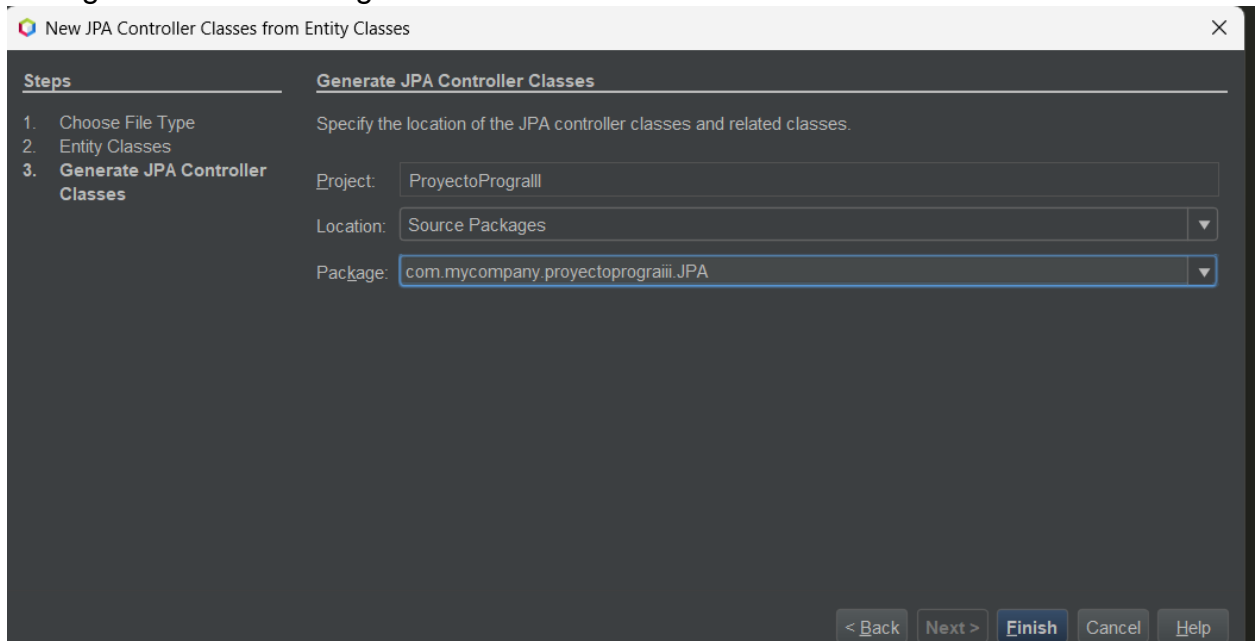 New JPA Controller Classes from Entity Classes
Steps
1. Choose File Type
2. Entity Classes
3. Generate JPA Controller
Classes
Generate JPA Controller Classes
Specify the location of the JPA controller classes and related classes.
Project: ProyectoPrograIII
Location: Source Packages
Package: com.mycompany.proyectoprograiii.JPA
< Back Next > Finish Cancel Help